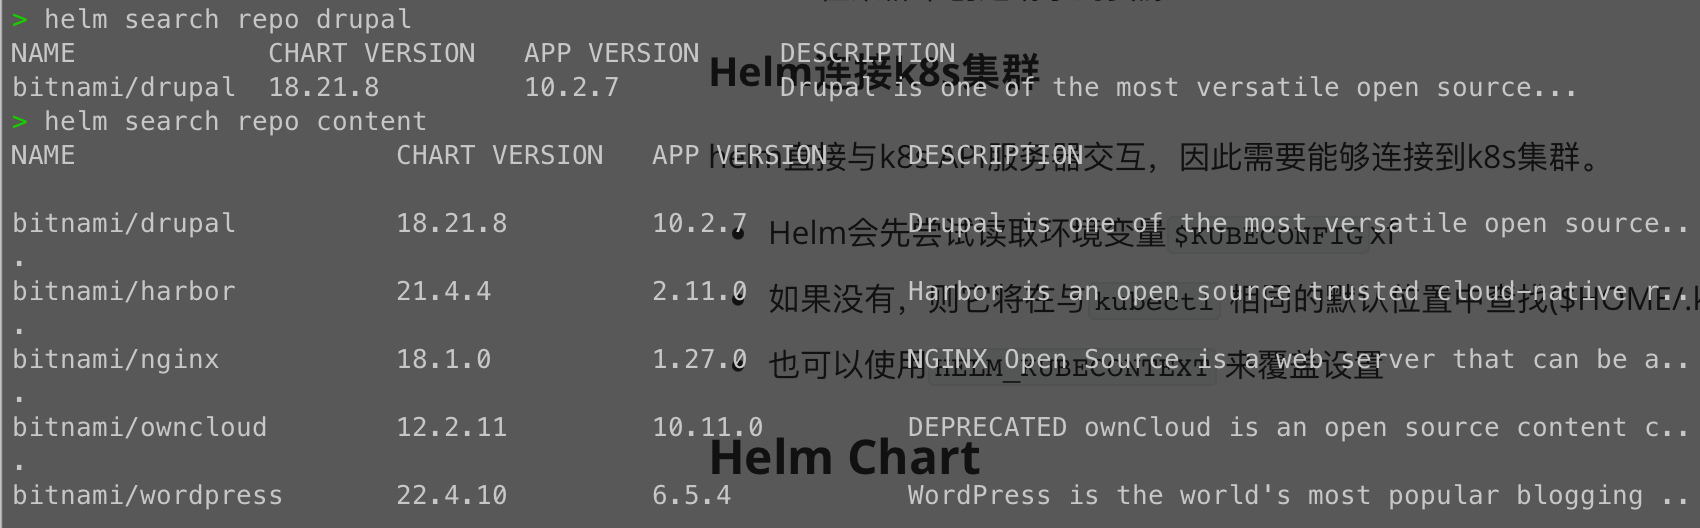 > helm search repo drupal
NAME CHART VERSION APP VERSION DESCRIPTION
Helm连接k8s集群
bitnami/drupal 18.21.8 10.2.7 Drupal is one of the most versatile open source...
> helm search repo content
NAME CHART VERSION APP VERSION DESCRIPTION
helm直接与k8s API服务器交互，因此需要能够连接到k8s集群。
bitnami/drupal 18.21.8 10.2.7 Drupal is one of the most versatile open source..
.
Helm会先尝试读取环境变量 $KUBECONFIG
bitnami/harbor 21.4.4 2.11.0 Harbor is an open source trusted cloud-native r..
.
如果没有，则它将在与 kubectl 相同的默认位置中查找($HOME/.k
bitnami/nginx 18.1.0 1.27.0 NGINX Open Source is a web server that can be a..
.
也可以使用 HELM_KUBECONTEXT 来覆盖设置
bitnami/owncloud 12.2.11 10.11.0 DEPRECATED ownCloud is an open source content c..
.
Helm Chart
bitnami/wordpress 22.4.10 6.5.4 WordPress is the world's most popular blogging ..